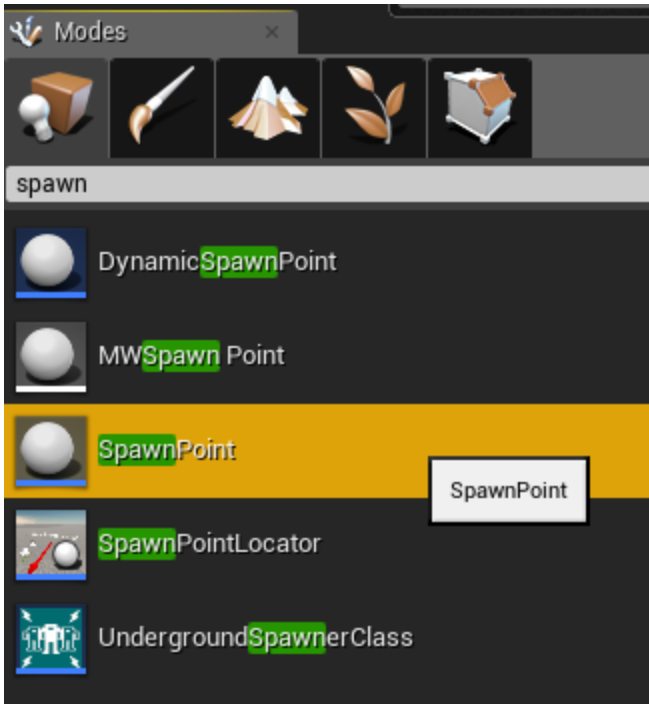 Modes
spawn
DynamicSpawnPoint
MWSpawn Point
SpawnPoint
SpawnPoint
SpawnPointLocator
UndergroundSpawnerClass